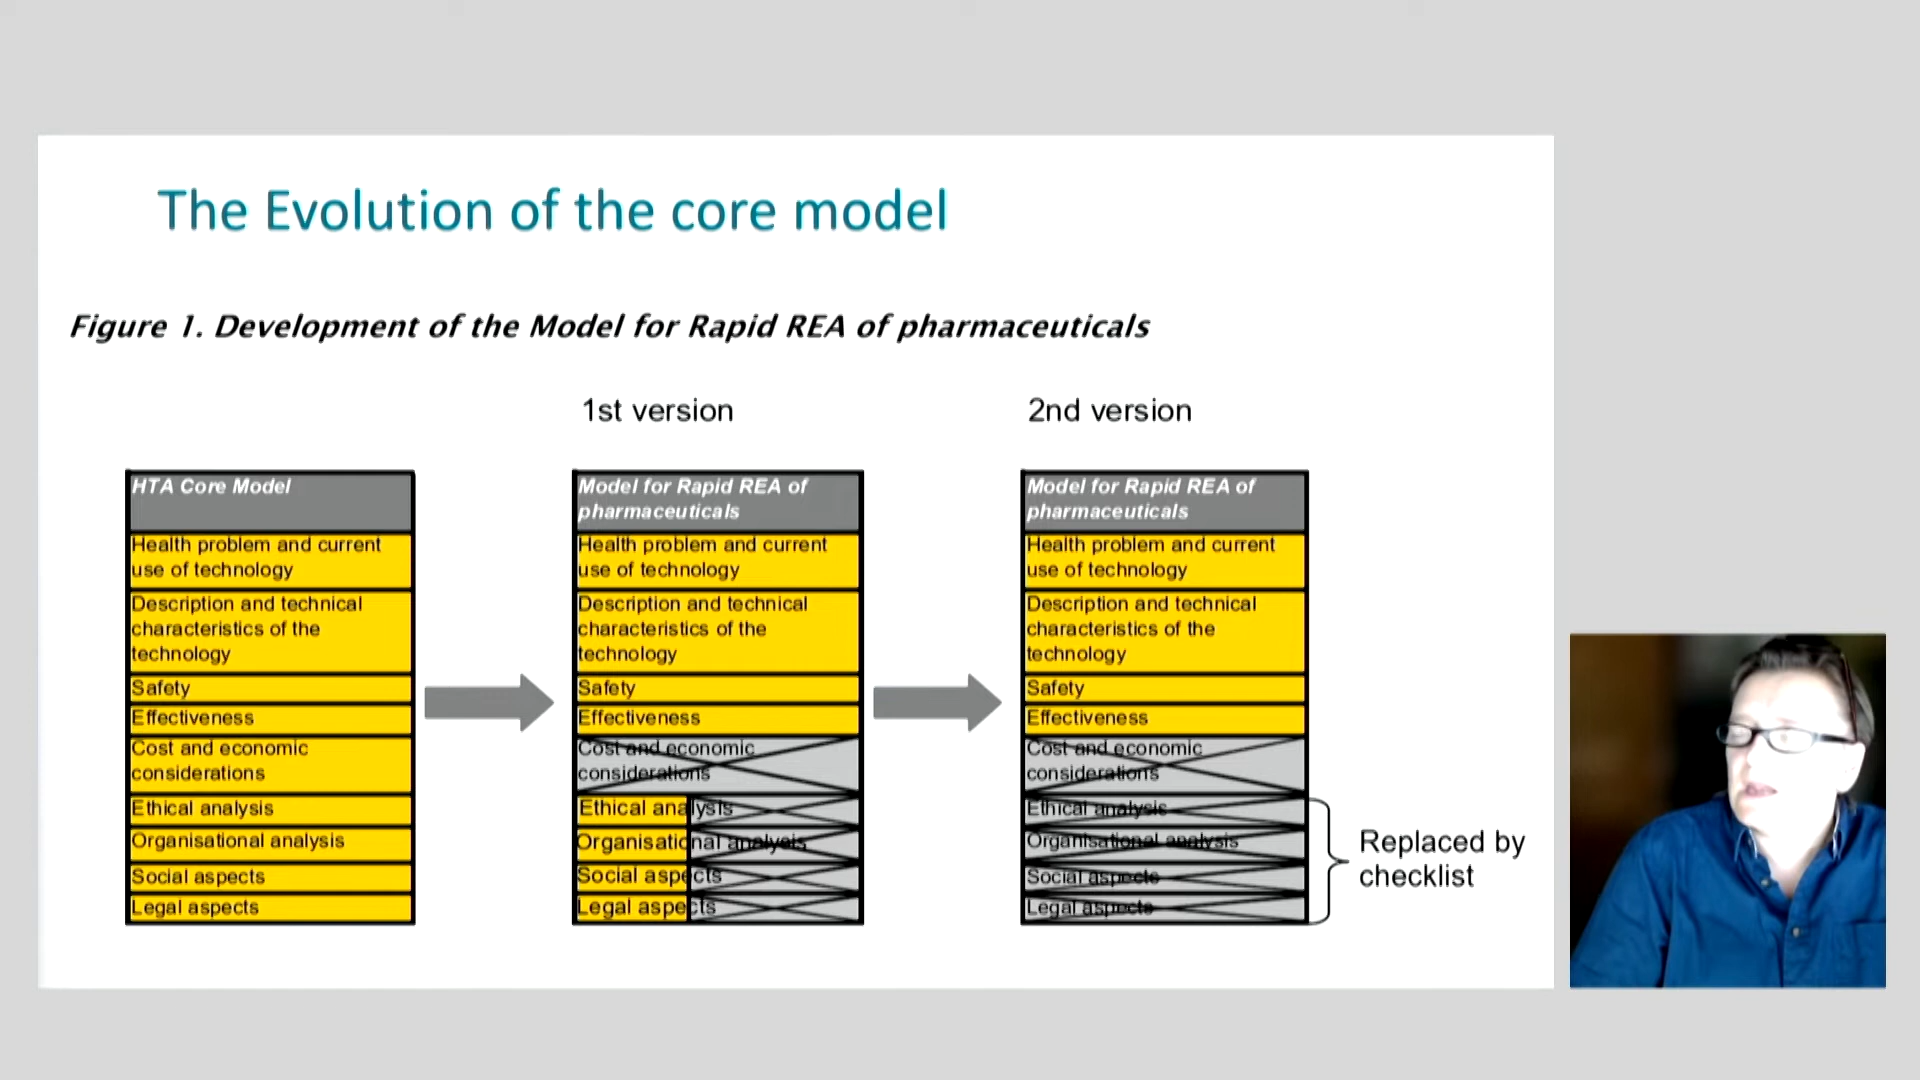 The Evolution of the core model
Figure 1. Development of the Model for Rapid REA of pharmaceuticals
1st version
2nd version
HTA Core Model
Health problem and current
use of technology
Description and technical
characteristics of the
technology
Safety
Effectiveness
Cost and economic
considerations
Ethical analysis
Organisational analysis
Social aspects
Legal aspects
Model for Rapid REA of
pharmaceuticals
Health problem and current
use of technology
Description and technical
characteristics of the
technology
Safety
Effectiveness
Cost and economic
considerations
Ethical analysis
Organisational analysis
Social aspects
Legal aspects
Model for Rapid REA of
pharmaceuticals
Health problem and current
use of technology
Description and technical
characteristics of the
technology
Safety
Effectiveness
Cost and economic
considerations
Ethical analysis
Organisational analysis
Social aspects
Legal aspects
Replaced by
checklist